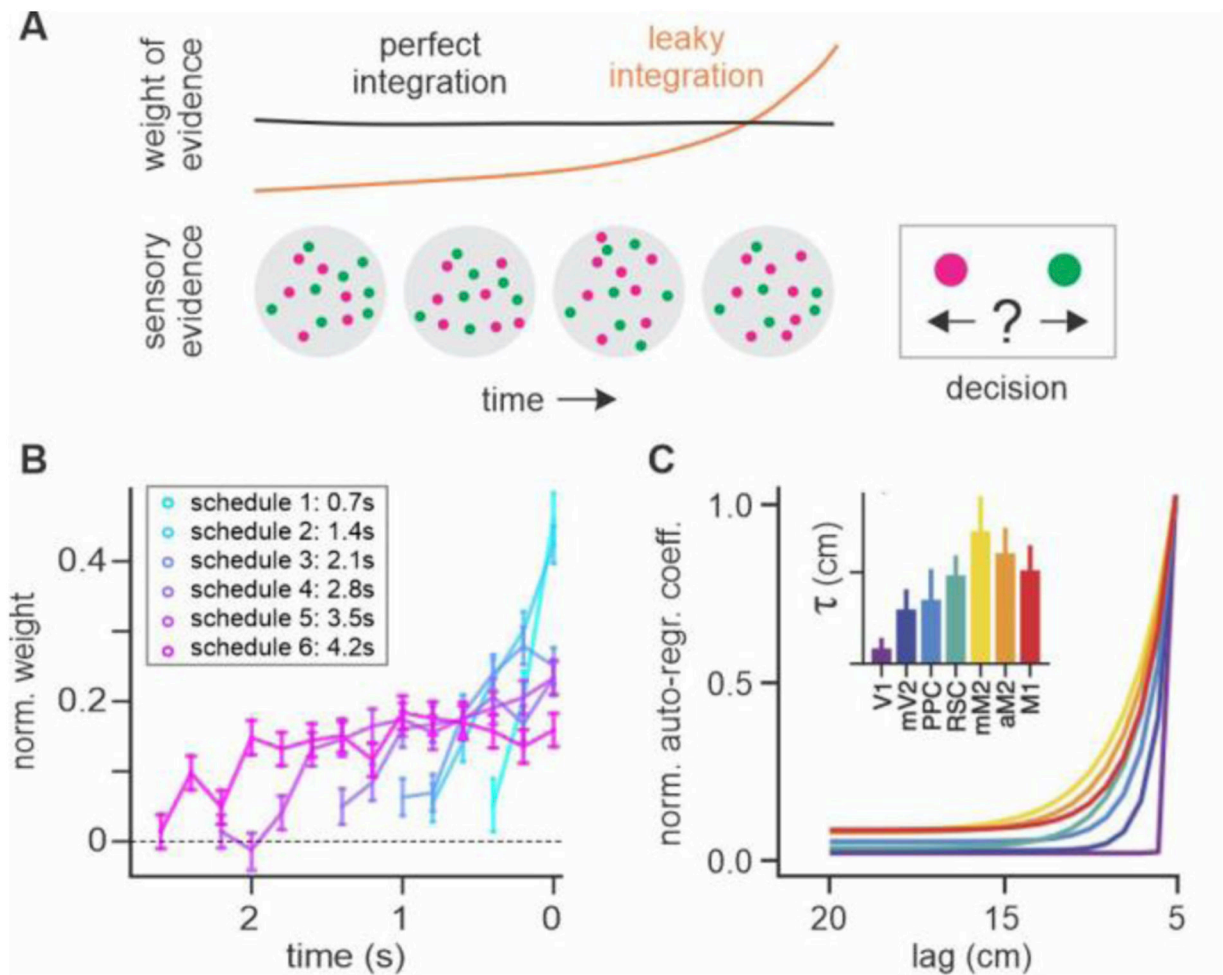 A
weight of
evidence
perfect
integration
leaky
integration
sensory
evidence
time
?
decision
B
norm. weight
0.4
0.2
0
schedule 1: 0.7s
schedule 2: 1.4s
schedule 3: 2.1s
schedule 4: 2.8s
schedule 5: 3.5s
schedule 6: 4.2s
2
1
0
time (s)
C
norm. auto-regr. coeff.
1.0
0.5
0.0
τ (cm)
V1
mV2
PPC
RSC
mM2
aM2
M1
20
15
5
lag (cm)